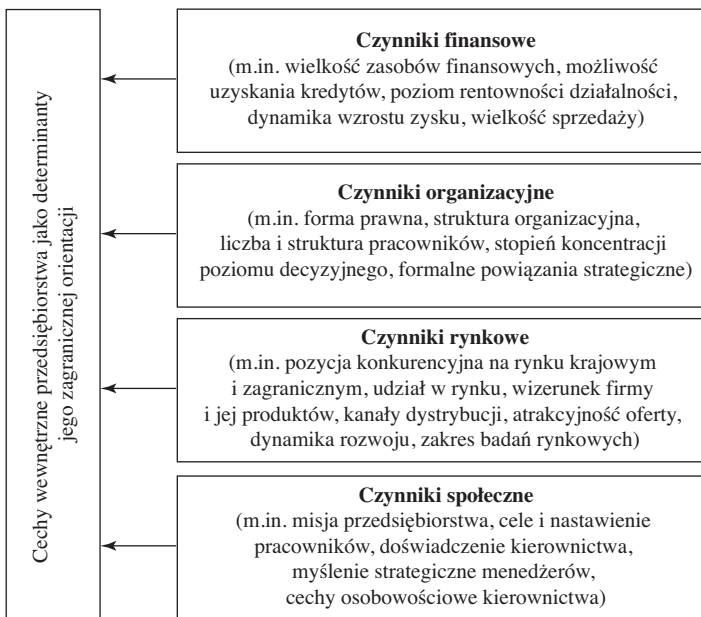 Cechy wewnętrzne przedsiębiorstwa jako determinanty
jego zagranicznej orientacji
Czynniki finansowe
(m.in. wielkość zasobów finansowych, możliwość
uzyskania kredytów, poziom rentowności działalności,
dynamika wzrostu zysku, wielkość sprzedaży)
Czynniki organizacyjne
(m.in. forma prawna, struktura organizacyjna,
liczba i struktura pracowników, stopień koncentracji
poziomu decyzyjnego, formalne powiązania strategiczne)
Czynniki rynkowe
(m.in. pozycja konkurencyjna na rynku krajowym
i zagranicznym, udział w rynku, wizerunek firmy
i jej produktów, kanały dystrybucji, atrakcyjność oferty,
dynamika rozwoju, zakres badań rynkowych)
Czynniki społeczne
(m.in. misja przedsiębiorstwa, cele i nastawienie
pracowników, doświadczenie kierownictwa,
myślenie strategiczne menedżerów,
cechy osobowościowe kierownictwa)